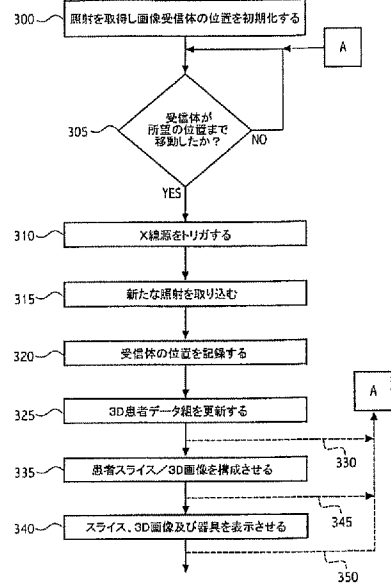 300
照射を取得し画像受信体の位置を初期化する
A
305
受信体が
所望の位置まで
移動したか？
NO
YES
310
X線源をトリガする
315
新たな照射を取り込む
320
受信体の位置を記録する
A
325
3D患者データ組を更新する
330
335
患者スライス／3D画像を構成させる
345
340
スライス、3D画像及び器具を表示させる
350